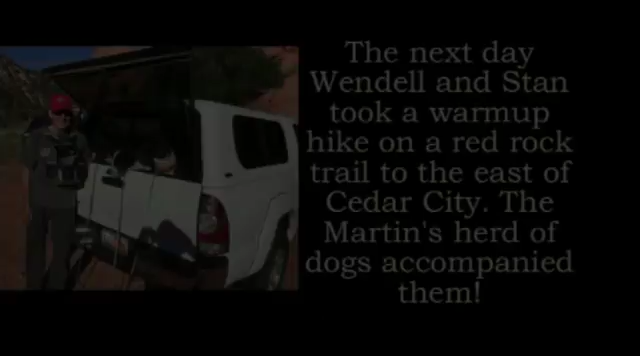 The next day
Wendell and Stan
took a warmup
hike on a red rock
trail to the east of
Cedar City. The
Martin's herd of
dogs accompanied
them!